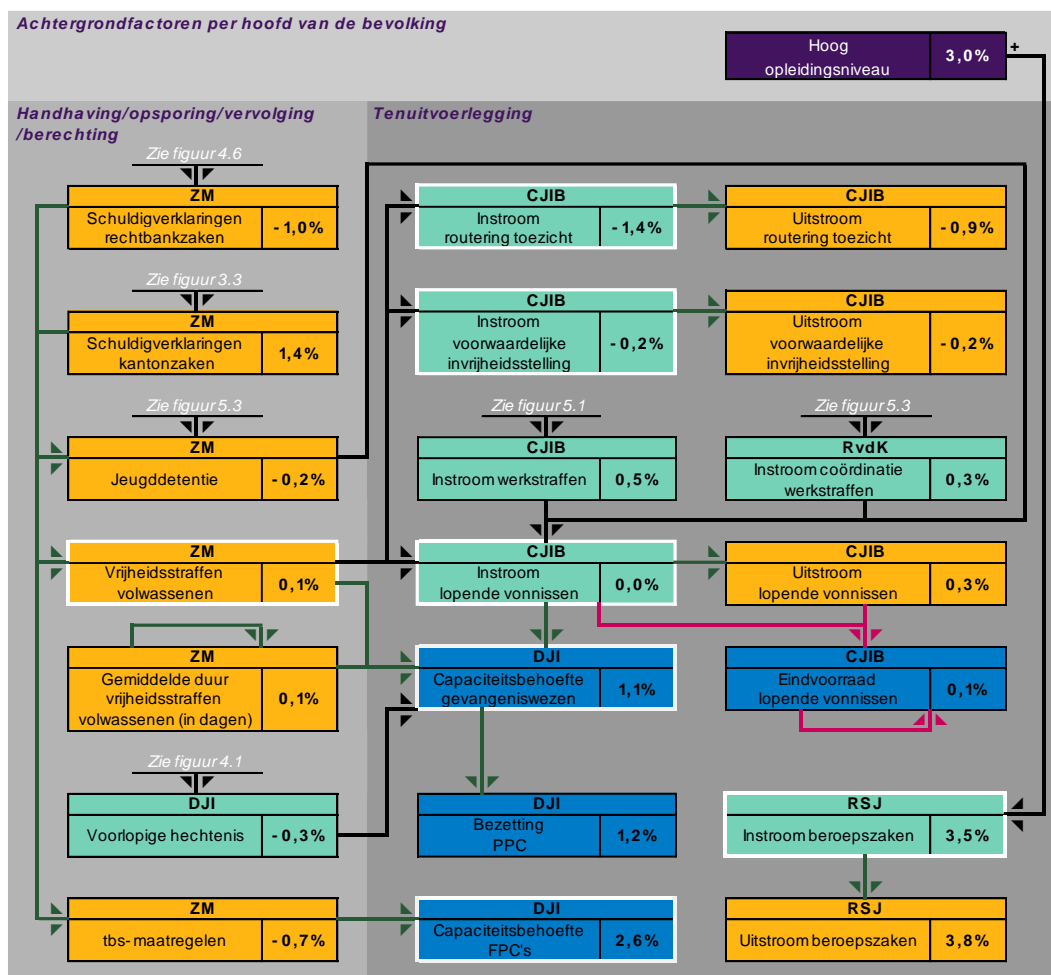 Achtergrondfactoren per hoofd van de bevolking
Hoog
opleidingsniveau
3,0%
+
Handhaving/opsporing/vervolging
/berechting
Tenuitvoerlegging
Zie figuur 4.6
ZM
Schuldigverklaringen
rechtbankzaken
-1,0%
CJIB
Instroom
routering toezicht
-1,4%
CJIB
Uitstroom
routering toezicht
-0,9%
Zie figuur 3.3
ZM
Schuldigverklaringen
kantonzaken
1,4%
CJIB
Instroom
voorwaardelijke
invrijheidsstelling
-0,2%
CJIB
Uitstroom
voorwaardelijke
invrijheidsstelling
-0,2%
Zie figuur 5.3
ZM
Jeugddetentie
-0,2%
Zie figuur 5.1
CJIB
Instroom werkstraffen
0,5%
Zie figuur 5.3
RvdK
Instroom coördinatie
werkstraffen
0,3%
ZM
Vrijheidsstraffen
volwassenen
0,1%
CJIB
Instroom
lopende vonnissen
0,0%
CJIB
Uitstroom
lopende vonnissen
0,3%
ZM
Gemiddelde duur
vrijheidsstraffen
volwassenen (in dagen)
0,1%
DJI
Capaciteitsbehoefte
gevangeniswezen
1,1%
CJIB
Eindvoorraad
lopende vonnissen
0,1%
Zie figuur 4.1
DJI
Voorlopige hechtenis
-0,3%
DJI
Bezetting
PPC
1,2%
RSJ
Instroom beroepszaken
3,5%
ZM
tbs-maatregelen
-0,7%
DJI
Capaciteitsbehoefte
FPC's
2,6%
RSJ
Uitstroom beroepszaken
3,8%